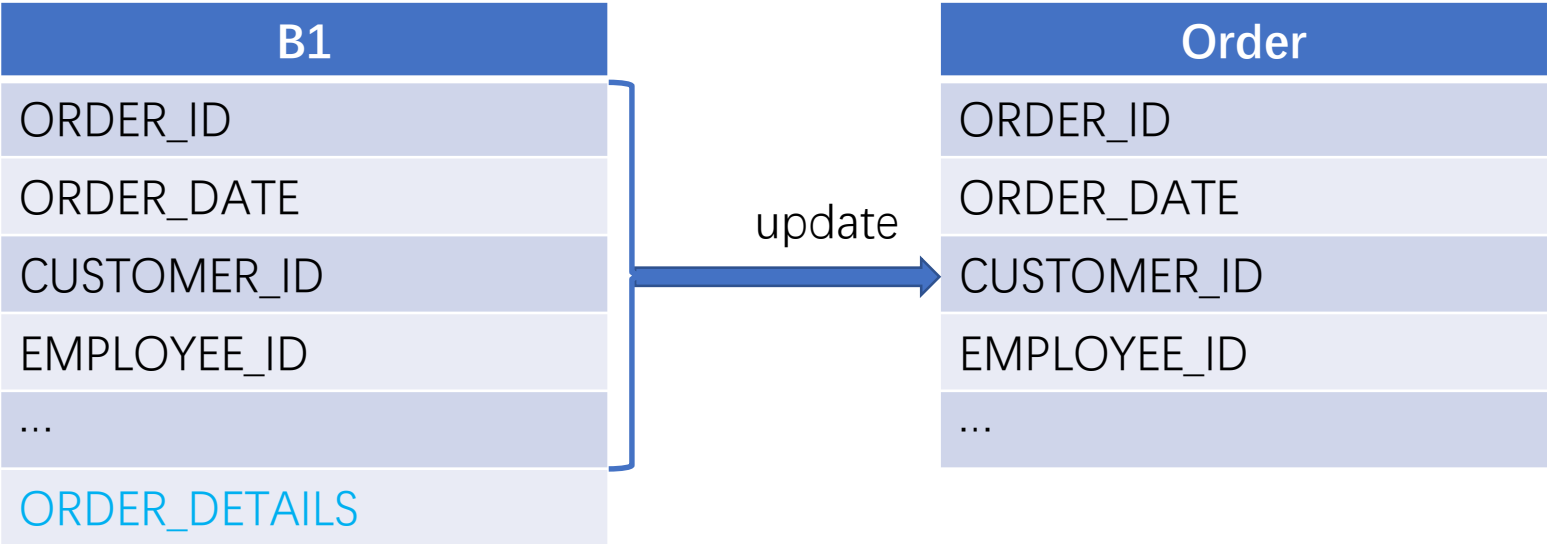 B1
ORDER_ID
ORDER_DATE
CUSTOMER_ID
EMPLOYEE_ID
...
ORDER_DETAILS
update
Order
ORDER_ID
ORDER_DATE
CUSTOMER_ID
EMPLOYEE_ID
...